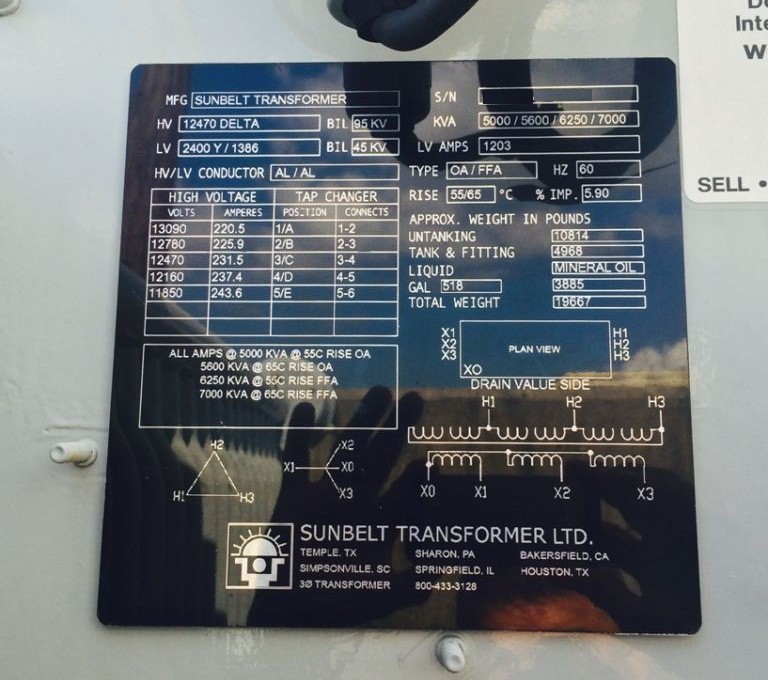 MFG SUNBELT TRANSFORMER
S/N
HV 12470 DELTA BIL 95 KV
KVA 5000 / 5600 / 6250 / 7000
LV 2400 Y / 1386 BIL 45 KV
LV AMPS 1203
HV/LV CONDUCTOR AL / AL
TYPE OA / FFA HZ 60
RISE 55/65 °C % IMP. 5.90
HIGH VOLTAGE TAP CHANGER
VOLTS AMPERES POSITION CONNECTS
13090 220.5 1/A 1-2
12780 225.9 2/B 2-3
12470 231.5 3/C 3-4
12160 237.4 4/D 4-5
11850 243.6 5/E 5-6
APPROX. WEIGHT IN POUNDS
UNTANKING 10814
TANK & FITTING 4968
LIQUID MINERAL OIL
GAL 518 3885
TOTAL WEIGHT 19667
ALL AMPS @ 5000 KVA @ 55C RISE OA
5600 KVA @ 65C RISE OA
6250 KVA @ 55C RISE FFA
7000 KVA @ 65C RISE FFA
X1 H1
X2 PLAN VIEW H2
X3 H3
XO
DRAIN VALUE SIDE
H1 H2 H3
X0 X1 X2 X3
H2
H1 H3
X2
X1 X0
X3
SUNBELT TRANSFORMER LTD.
TEMPLE, TX SHARON, PA BAKERSFIELD, CA
SIMPSONVILLE, SC SPRINGFIELD, IL HOUSTON, TX
3Ø TRANSFORMER 800-433-3128
Inte
W
SELL •